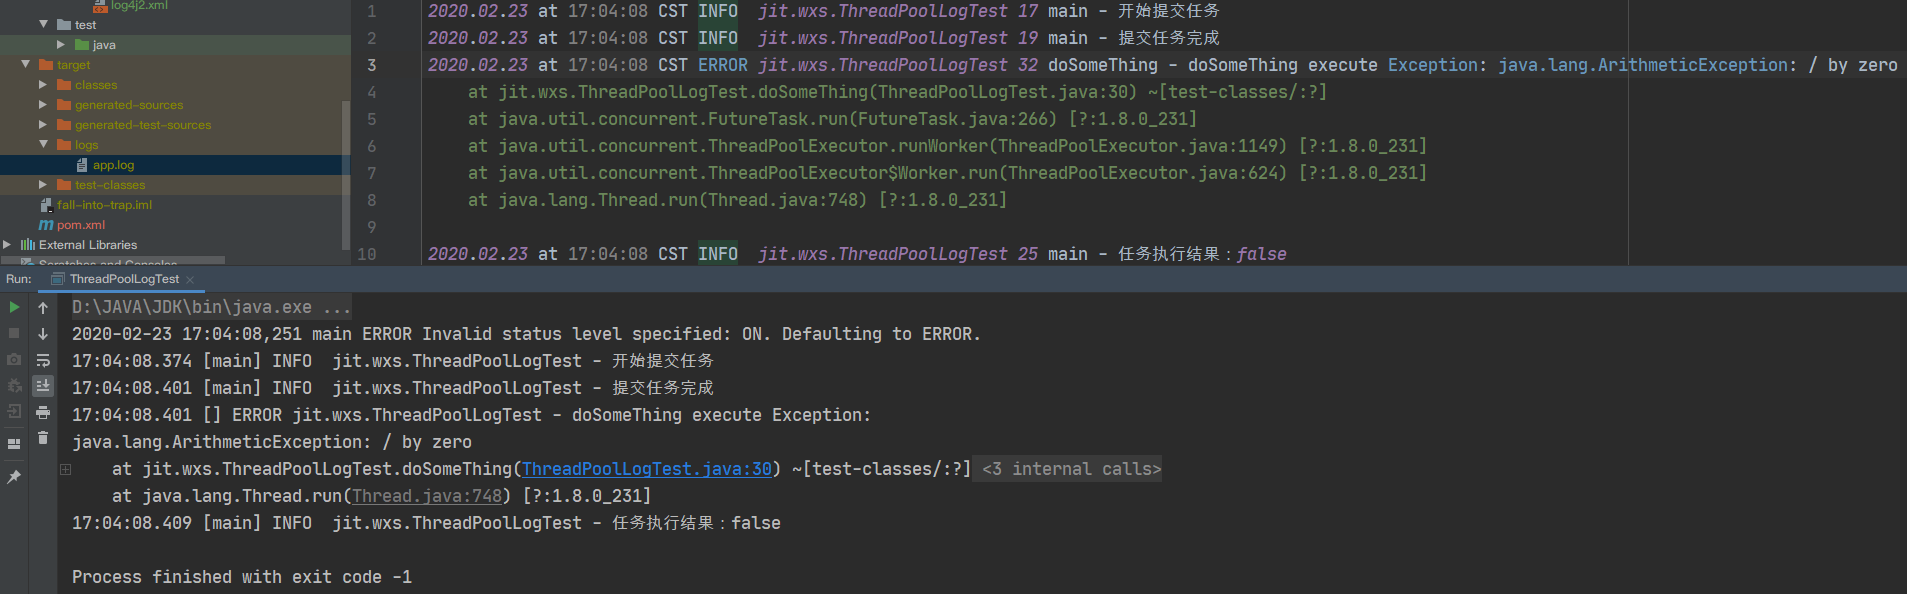 log4j2.xml
test
java
target
classes
generated-sources
generated-test-sources
logs
app.log
test-classes
fall-into-trap.iml
pom.xml
External Libraries
Scratches and Consoles
1 2020.02.23 at 17:04:08 CST INFO jit.wxs.ThreadPoolLogTest 17 main - 开始提交任务
2 2020.02.23 at 17:04:08 CST INFO jit.wxs.ThreadPoolLogTest 19 main - 提交任务完成
3 2020.02.23 at 17:04:08 CST ERROR jit.wxs.ThreadPoolLogTest 32 doSomeThing - doSomeThing execute Exception: java.lang.ArithmeticException: / by zero
4 at jit.wxs.ThreadPoolLogTest.doSomeThing(ThreadPoolLogTest.java:30) ~[test-classes/:?]
5 at java.util.concurrent.FutureTask.run(FutureTask.java:266) [?:1.8.0_231]
6 at java.util.concurrent.ThreadPoolExecutor.runWorker(ThreadPoolExecutor.java:1149) [?:1.8.0_231]
7 at java.util.concurrent.ThreadPoolExecutor$Worker.run(ThreadPoolExecutor.java:624) [?:1.8.0_231]
8 at java.lang.Thread.run(Thread.java:748) [?:1.8.0_231]
9
10 2020.02.23 at 17:04:08 CST INFO jit.wxs.ThreadPoolLogTest 25 main - 任务执行结果：false
Run: ThreadPoolLogTest
D:\JAVA\JDK\bin\java.exe ...
2020-02-23 17:04:08,251 main ERROR Invalid status level specified: ON. Defaulting to ERROR.
17:04:08.374 [main] INFO jit.wxs.ThreadPoolLogTest - 开始提交任务
17:04:08.401 [main] INFO jit.wxs.ThreadPoolLogTest - 提交任务完成
17:04:08.401 [] ERROR jit.wxs.ThreadPoolLogTest - doSomeThing execute Exception:
java.lang.ArithmeticException: / by zero
at jit.wxs.ThreadPoolLogTest.doSomeThing(ThreadPoolLogTest.java:30) ~[test-classes/:?] <3 internal calls>
at java.lang.Thread.run(Thread.java:748) [?:1.8.0_231]
17:04:08.409 [main] INFO jit.wxs.ThreadPoolLogTest - 任务执行结果：false
Process finished with exit code -1